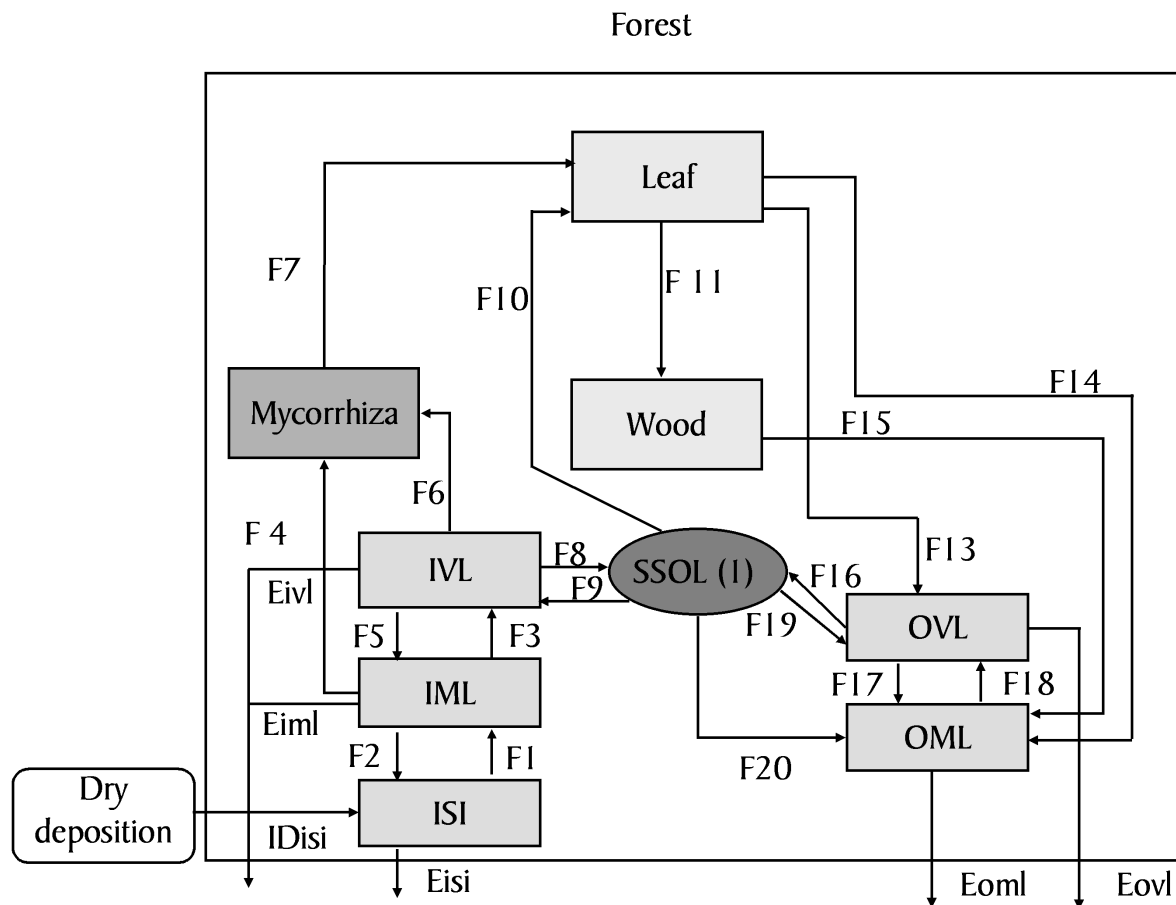 Forest
Leaf
F7
F10
F 11
F14
Mycorrhiza
Wood
F15
F6
F 4
F13
IVL
F8
SSOL (1)
F16
Eivl
F9
F19
OVL
F5
F3
IML
F17
F18
Eiml
OML
F2
F1
F20
Dry
deposition
ISI
IDisi
Eisi
Eoml
Eovl